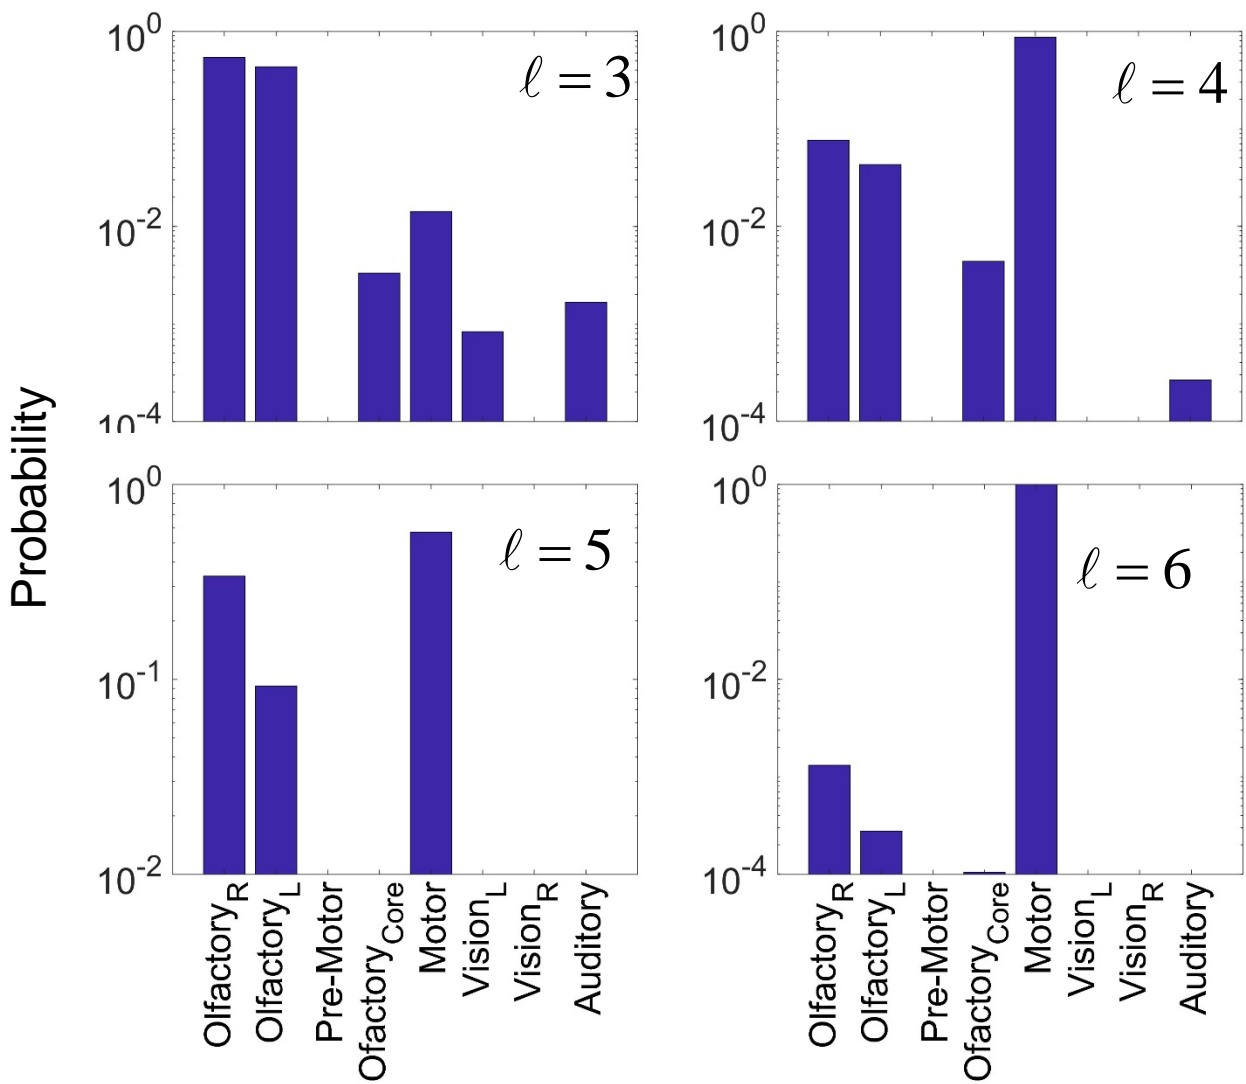 Probability
10^0
10^-2
10^-4
ℓ = 3
10^0
10^-2
10^-4
ℓ = 4
10^0
10^-1
10^-2
ℓ = 5
Olfactory_R
Olfactory_L
Pre-Motor
Ofactory_Core
Motor
Vision_L
Vision_R
Auditory
10^0
10^-2
10^-4
ℓ = 6
Olfactory_R
Olfactory_L
Pre-Motor
Ofactory_Core
Motor
Vision_L
Vision_R
Auditory